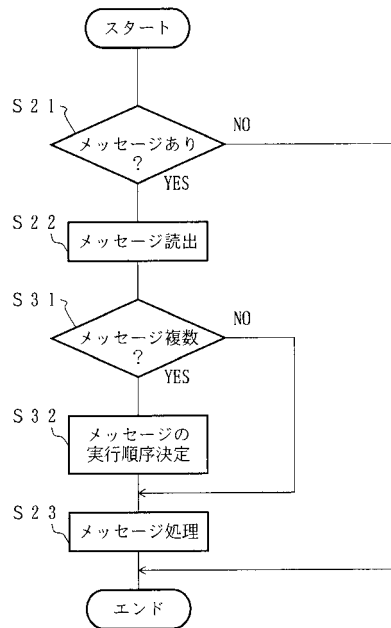 スタート
S21
メッセージあり
?
NO
YES
S22
メッセージ読出
S31
メッセージ複数
?
NO
YES
S32
メッセージの
実行順序決定
S23
メッセージ処理
エンド